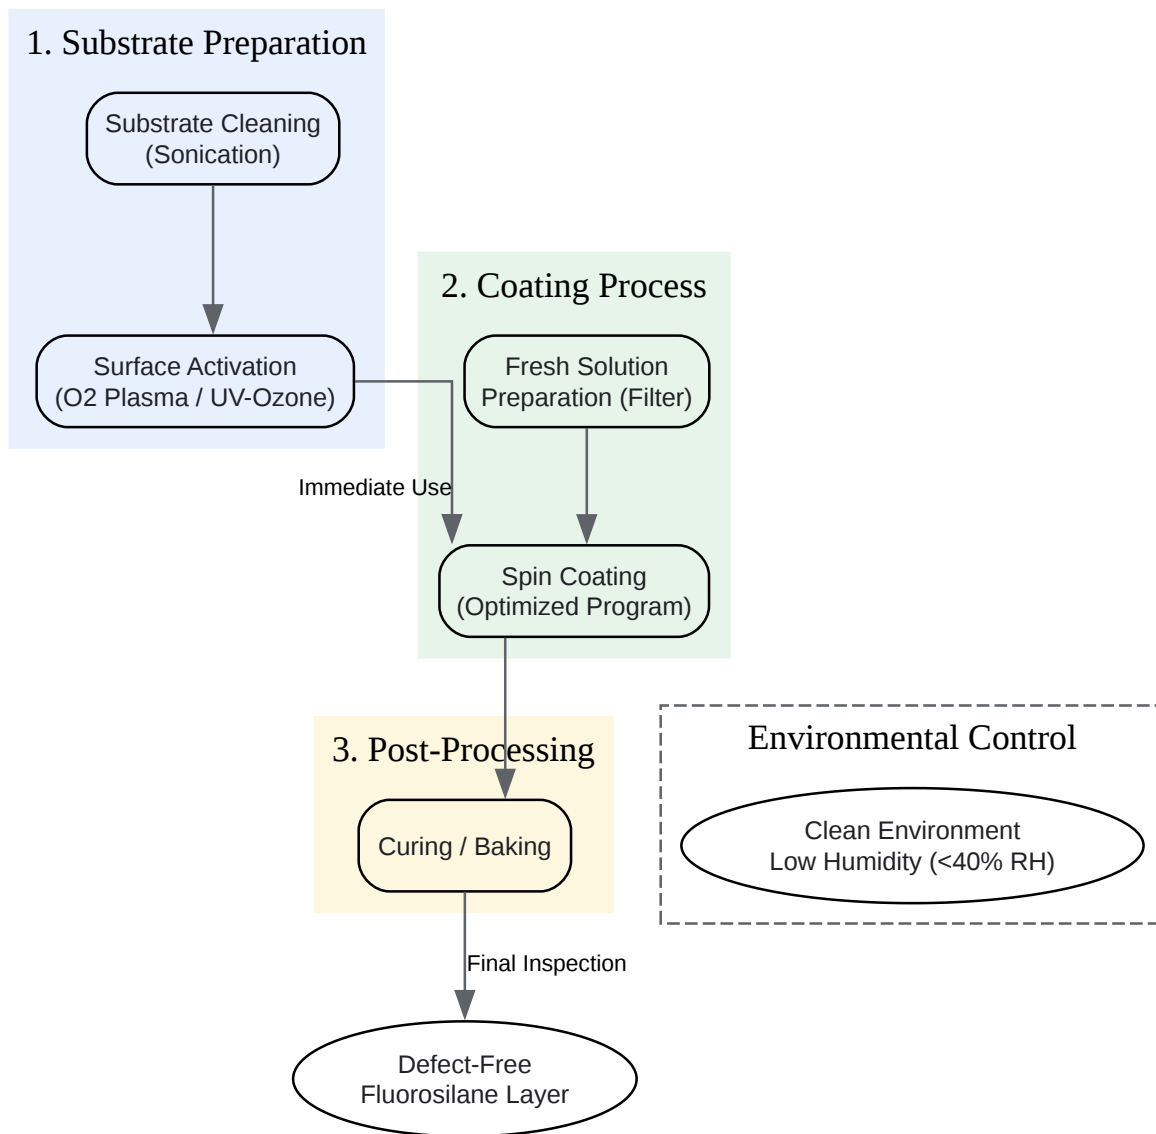 1. Substrate Preparation
Substrate Cleaning
(Sonication)
Surface Activation
(O2 Plasma / UV-Ozone)
2. Coating Process
Fresh Solution
Preparation (Filter)
Immediate Use
Spin Coating
(Optimized Program)
3. Post-Processing
Curing / Baking
Environmental Control
Clean Environment
Low Humidity (<40% RH)
Final Inspection
Defect-Free
Fluorosilane Layer